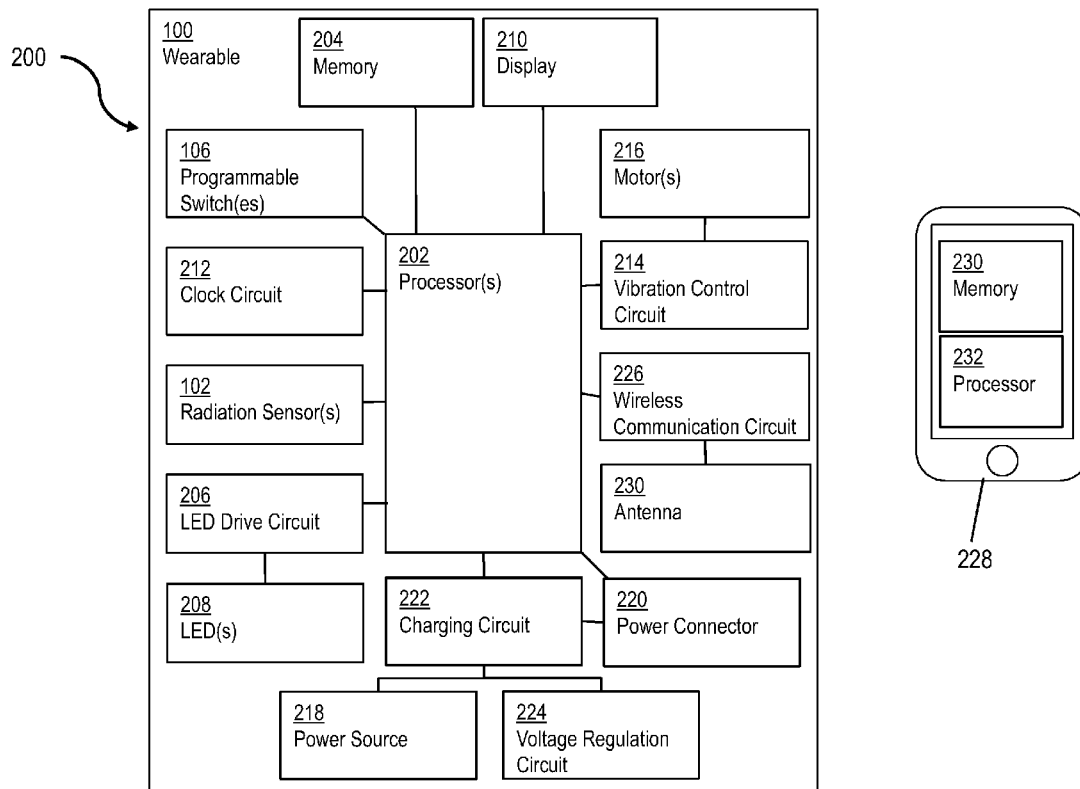 100
Wearable
204
Memory
210
Display
200
106
Programmable
Switch(es)
216
Motor(s)
202
Processor(s)
212
Clock Circuit
214
Vibration Control
Circuit
230
Memory
232
Processor
102
Radiation Sensor(s)
226
Wireless
Communication Circuit
206
LED Drive Circuit
230
Antenna
228
208
LED(s)
222
Charging Circuit
220
Power Connector
218
Power Source
224
Voltage Regulation
Circuit